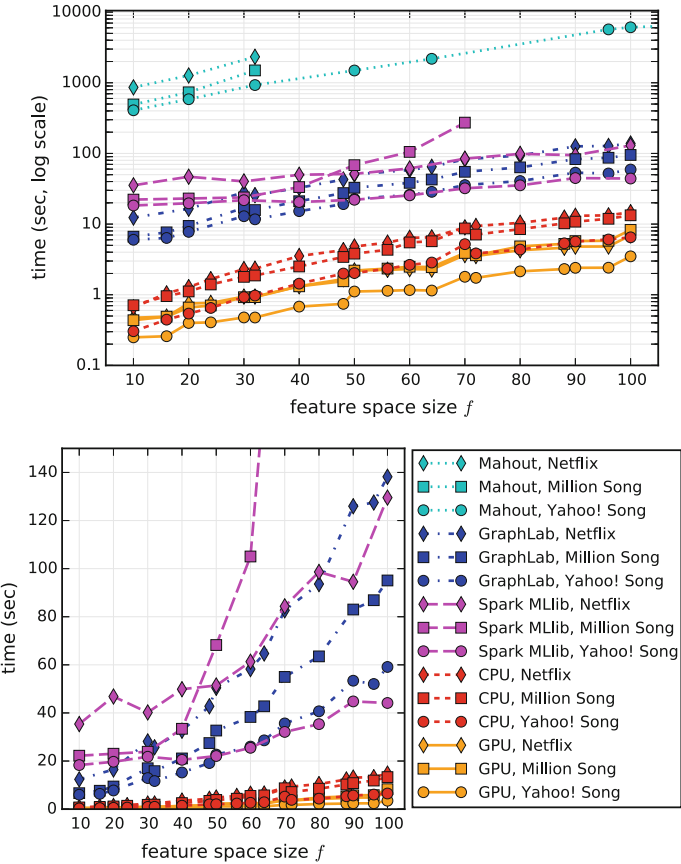 10000
1000
100
10
1
0.1
time (sec, log scale)
10 20 30 40 50 60 70 80 90 100
feature space size f
140
120
100
80
60
40
20
0
time (sec)
10 20 30 40 50 60 70 80 90 100
feature space size f
Mahout, Netflix
Mahout, Million Song
Mahout, Yahoo! Song
GraphLab, Netflix
GraphLab, Million Song
GraphLab, Yahoo! Song
Spark MLlib, Netflix
Spark MLlib, Million Song
Spark MLlib, Yahoo! Song
CPU, Netflix
CPU, Million Song
CPU, Yahoo! Song
GPU, Netflix
GPU, Million Song
GPU, Yahoo! Song